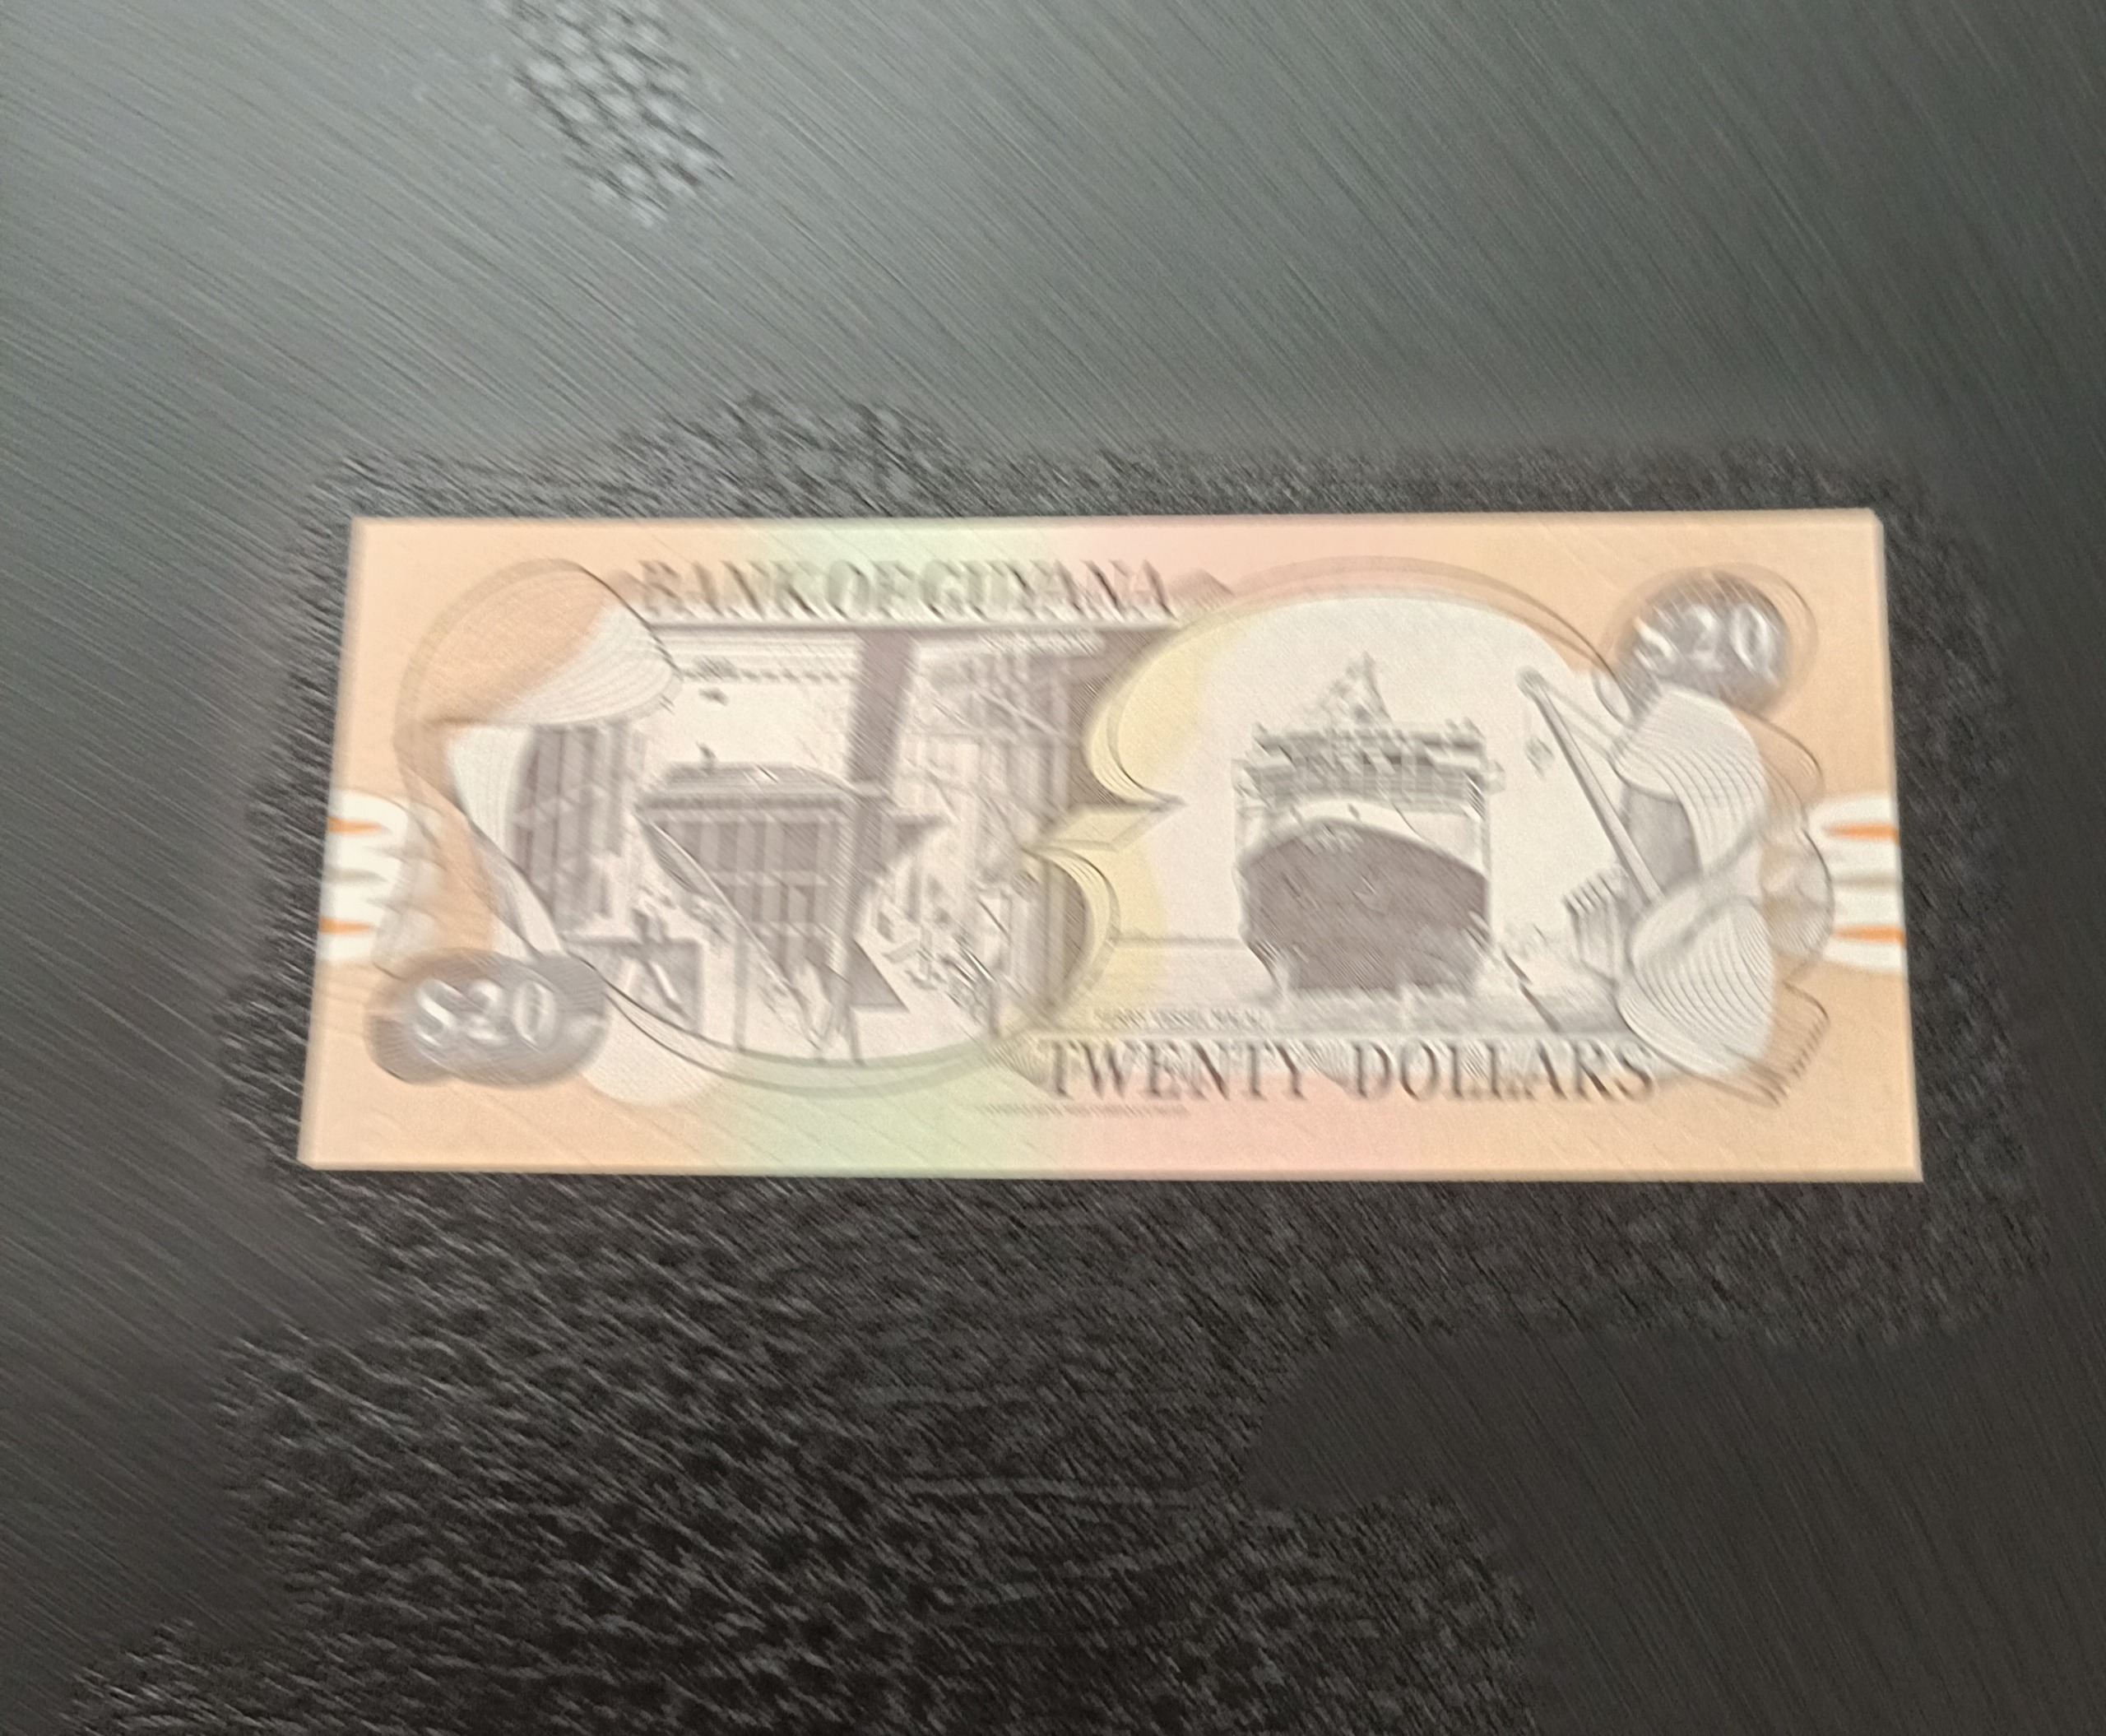 BANK OF GUYANA
$20
$20
TWENTY DOLLARS